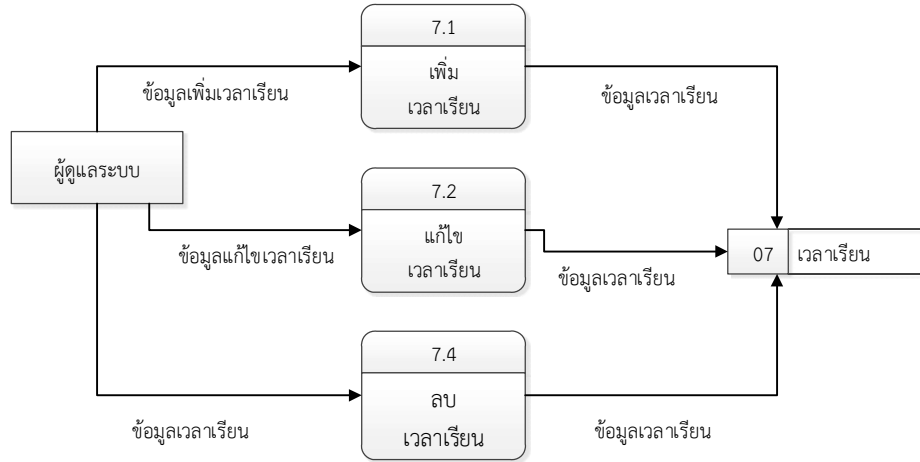 7.1
เพิ่ม
เวลาเรียน
ข้อมูลเพิ่มเวลาเรียน
ข้อมูลเวลาเรียน
ผู้ดูแลระบบ
7.2
แก้ไข
เวลาเรียน
ข้อมูลแก้ไขเวลาเรียน
ข้อมูลเวลาเรียน
07 เวลาเรียน
7.4
ลบ
เวลาเรียน
ข้อมูลเวลาเรียน
ข้อมูลเวลาเรียน